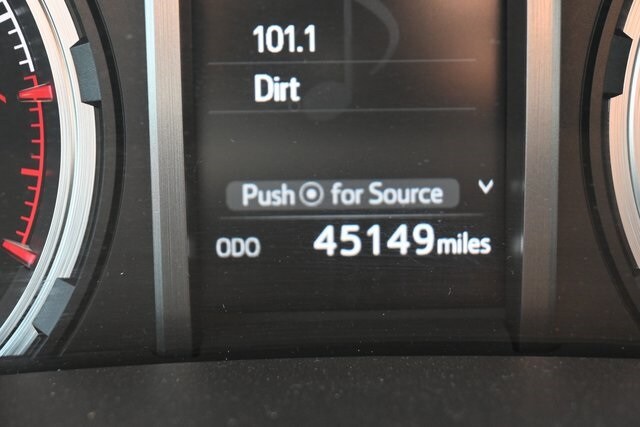 101.1
Dirt
Push for Source
ODO 45149 miles